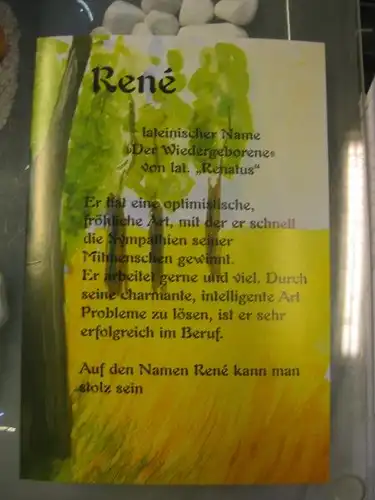 René
lateinischer Name
»Der Wiedergeborene«
von lat. „Renatus“
Er hat eine optimistische,
fröhliche Art, mit der er schnell
die Sympathien seiner
Mitmenschen gewinnt.
Er arbeitet gerne und viel. Durch
seine charmante, intelligente Art
Probleme zu lösen, ist er sehr
erfolgreich im Beruf.
Auf den Namen René kann man
stolz sein